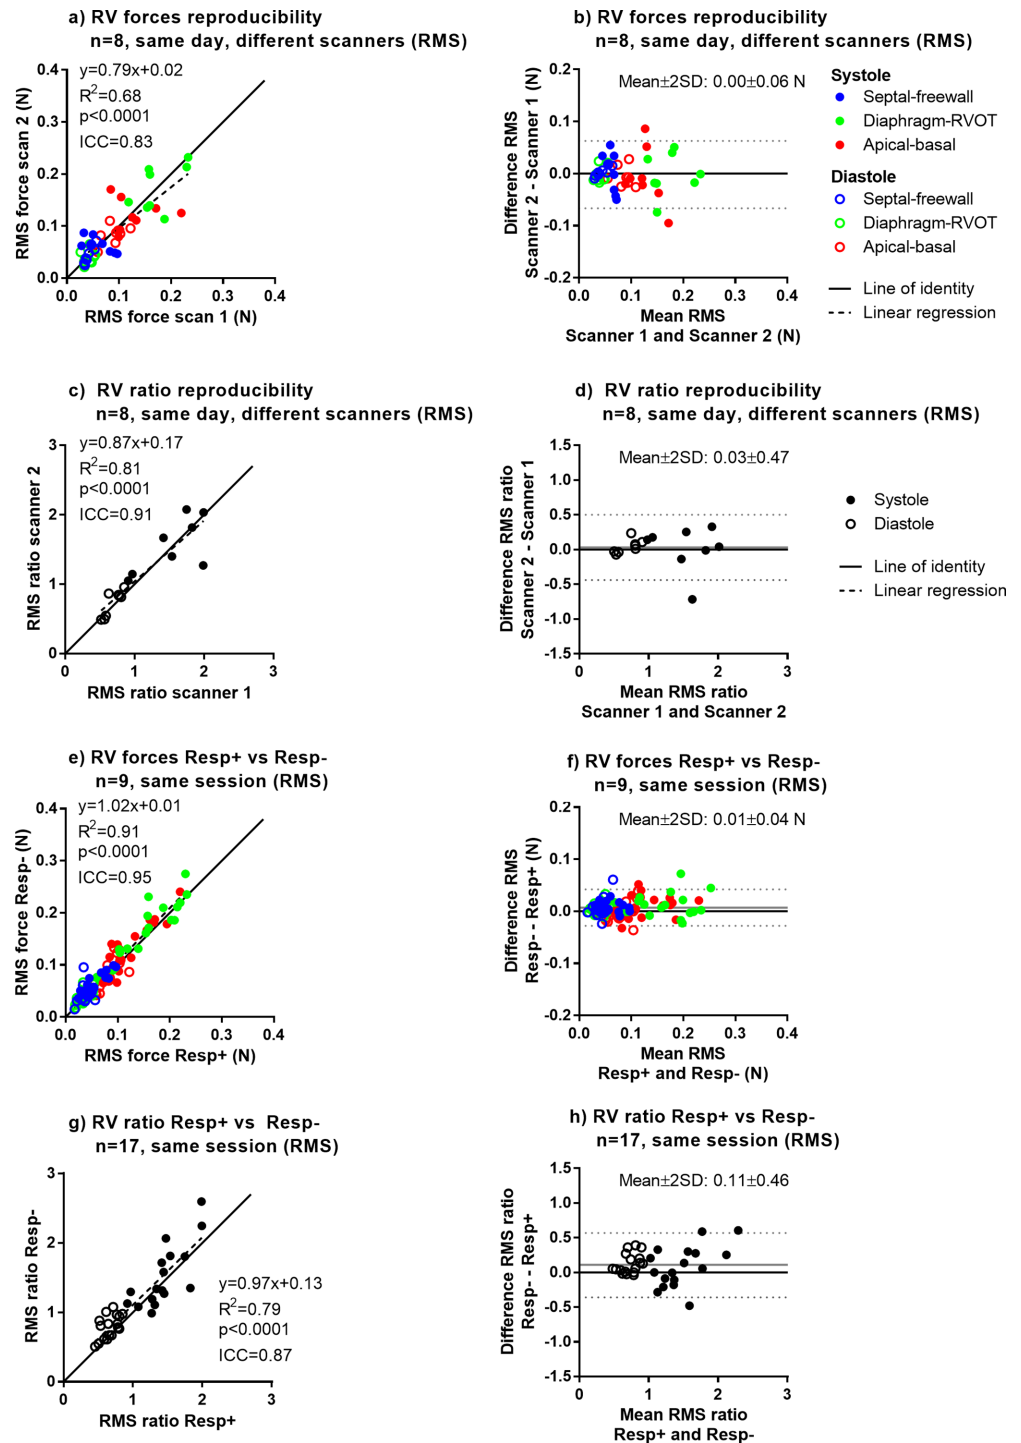 a) RV forces reproducibility
n=8, same day, different scanners (RMS)
y=0.79x+0.02
R2=0.68
p<0.0001
ICC=0.83
RMS force scan 2 (N)
0.4
0.3
0.2
0.1
0.0
0.0 0.1 0.2 0.3 0.4
RMS force scan 1 (N)
b) RV forces reproducibility
n=8, same day, different scanners (RMS)
Mean±2SD: 0.00±0.06 N
Difference RMS
Scanner 2 - Scanner 1 (N)
0.2
0.1
0.0
-0.1
-0.2
0.0 0.1 0.2 0.3 0.4
Mean RMS
Scanner 1 and Scanner 2 (N)
Systole
Septal-freewall
Diaphragm-RVOT
Apical-basal
Diastole
Septal-freewall
Diaphragm-RVOT
Apical-basal
Line of identity
Linear regression
c) RV ratio reproducibility
n=8, same day, different scanners (RMS)
y=0.87x+0.17
R2=0.81
p<0.0001
ICC=0.91
RMS ratio scanner 2
3
2
1
0
0 1 2 3
RMS ratio scanner 1
d) RV ratio reproducibility
n=8, same day, different scanners (RMS)
Mean±2SD: 0.03±0.47
Difference RMS ratio
Scanner 2 - Scanner 1
1.5
1.0
0.5
0.0
-0.5
-1.0
-1.5
0 1 2 3
Mean RMS ratio
Scanner 1 and Scanner 2
Systole
Diastole
Line of identity
Linear regression
e) RV forces Resp+ vs Resp-
n=9, same session (RMS)
y=1.02x+0.01
R2=0.91
p<0.0001
ICC=0.95
RMS force Resp- (N)
0.4
0.3
0.2
0.1
0.0
0.0 0.1 0.2 0.3 0.4
RMS force Resp+ (N)
f) RV forces Resp+ vs Resp-
n=9, same session (RMS)
Mean±2SD: 0.01±0.04 N
Difference RMS
Resp- - Resp+ (N)
0.2
0.1
0.0
-0.1
-0.2
0.0 0.1 0.2 0.3 0.4
Mean RMS
Resp+ and Resp- (N)
g) RV ratio Resp+ vs Resp-
n=17, same session (RMS)
y=0.97x+0.13
R2=0.79
p<0.0001
ICC=0.87
RMS ratio Resp-
3
2
1
0
0 1 2 3
RMS ratio Resp+
h) RV ratio Resp+ vs Resp-
n=17, same session (RMS)
Mean±2SD: 0.11±0.46
Difference RMS ratio
Resp- - Resp+
1.5
1.0
0.5
0.0
-0.5
-1.0
-1.5
0 1 2 3
Mean RMS ratio
Resp+ and Resp-